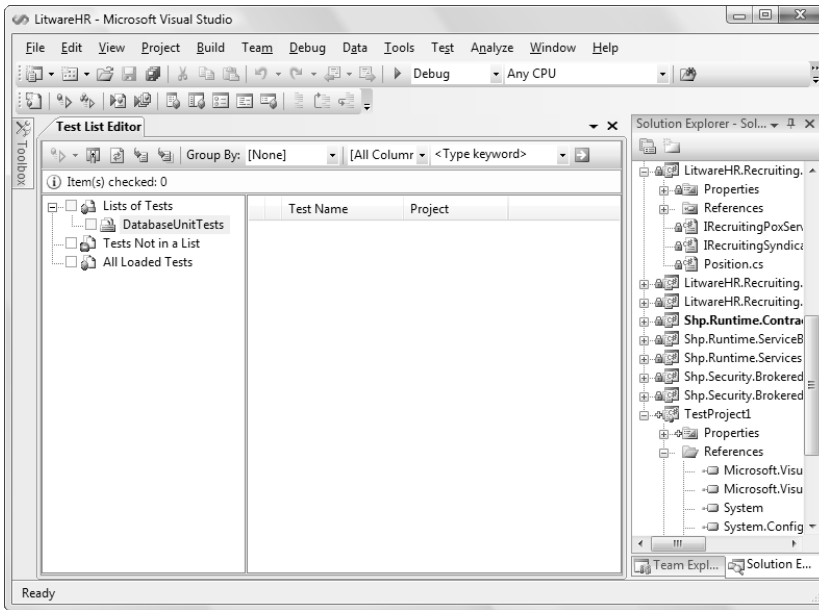 LitwareHR - Microsoft Visual Studio
File Edit View Project Build Team Debug Data Tools Test Analyze Window Help
Debug Any CPU
Toolbox
Test List Editor
Group By: [None] [All Columr <Type keyword>
Item(s) checked: 0
Lists of Tests
DatabaseUnitTests
Tests Not in a List
All Loaded Tests
Test Name Project
Solution Explorer - Sol...
LitwareHR.Recruiting.
Properties
References
IRecruitingPoxServ
IRecruitingSyndica
Position.cs
LitwareHR.Recruiting.
LitwareHR.Recruiting.
Shp.Runtime.Contra
Shp.Runtime.ServiceB
Shp.Runtime.Services
Shp.Security.Brokered
Shp.Security.Brokered
TestProject1
Properties
References
Microsoft.Visu
Microsoft.Visu
System
System.Config
Team Expl... Solution E...
Ready